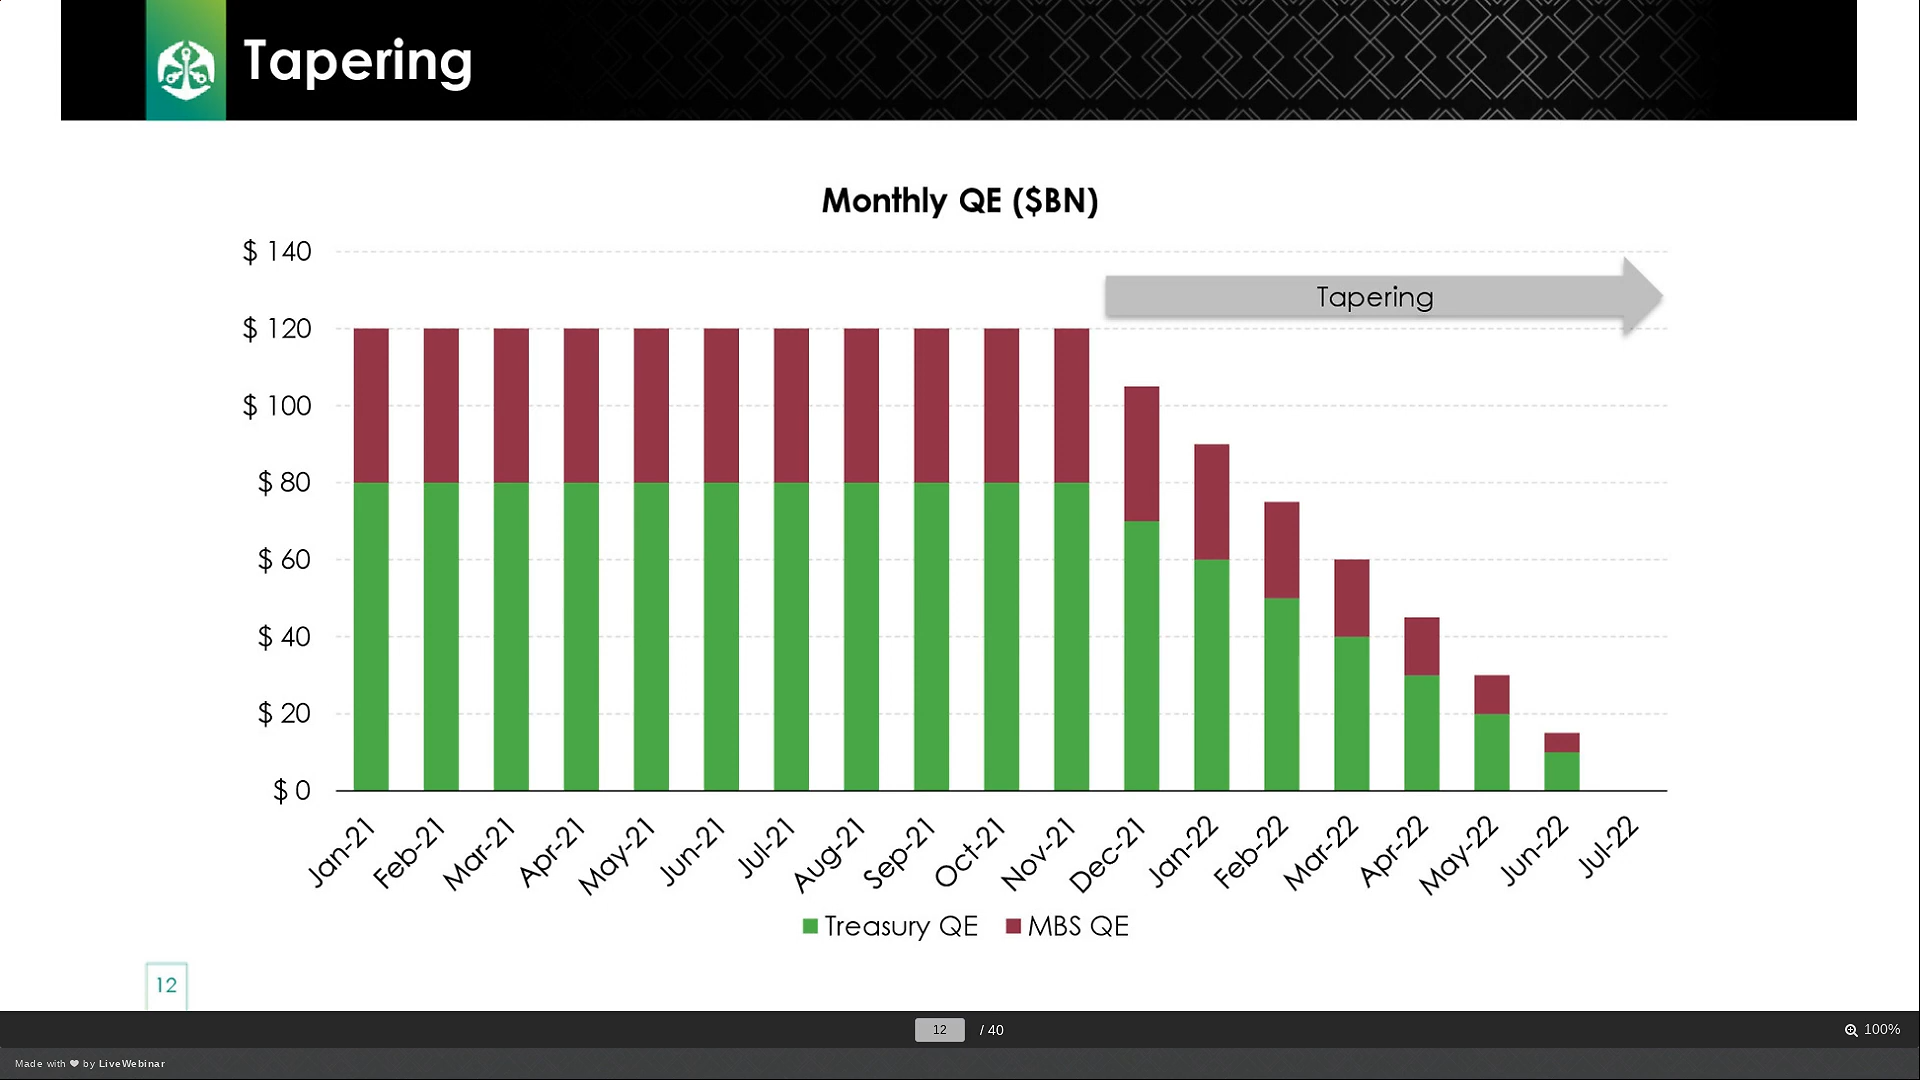 Tapering
Monthly QE ($BN)
$ 140
Tapering
$ 120
$ 100
$ 80
$ 60
$ 40
$ 20
$ 0
Jan-21 Feb-21 Mar-21 Apr-21 May-21 Jun-21 Jul-21 Aug-21 Sep-21 Oct-21 Nov-21 Dec-21 Jan-22 Feb-22 Mar-22 Apr-22 May-22 Jun-22 Jul-22
Treasury QE MBS QE
12
12 / 40 100%
Made with ❤ by LiveWebinar